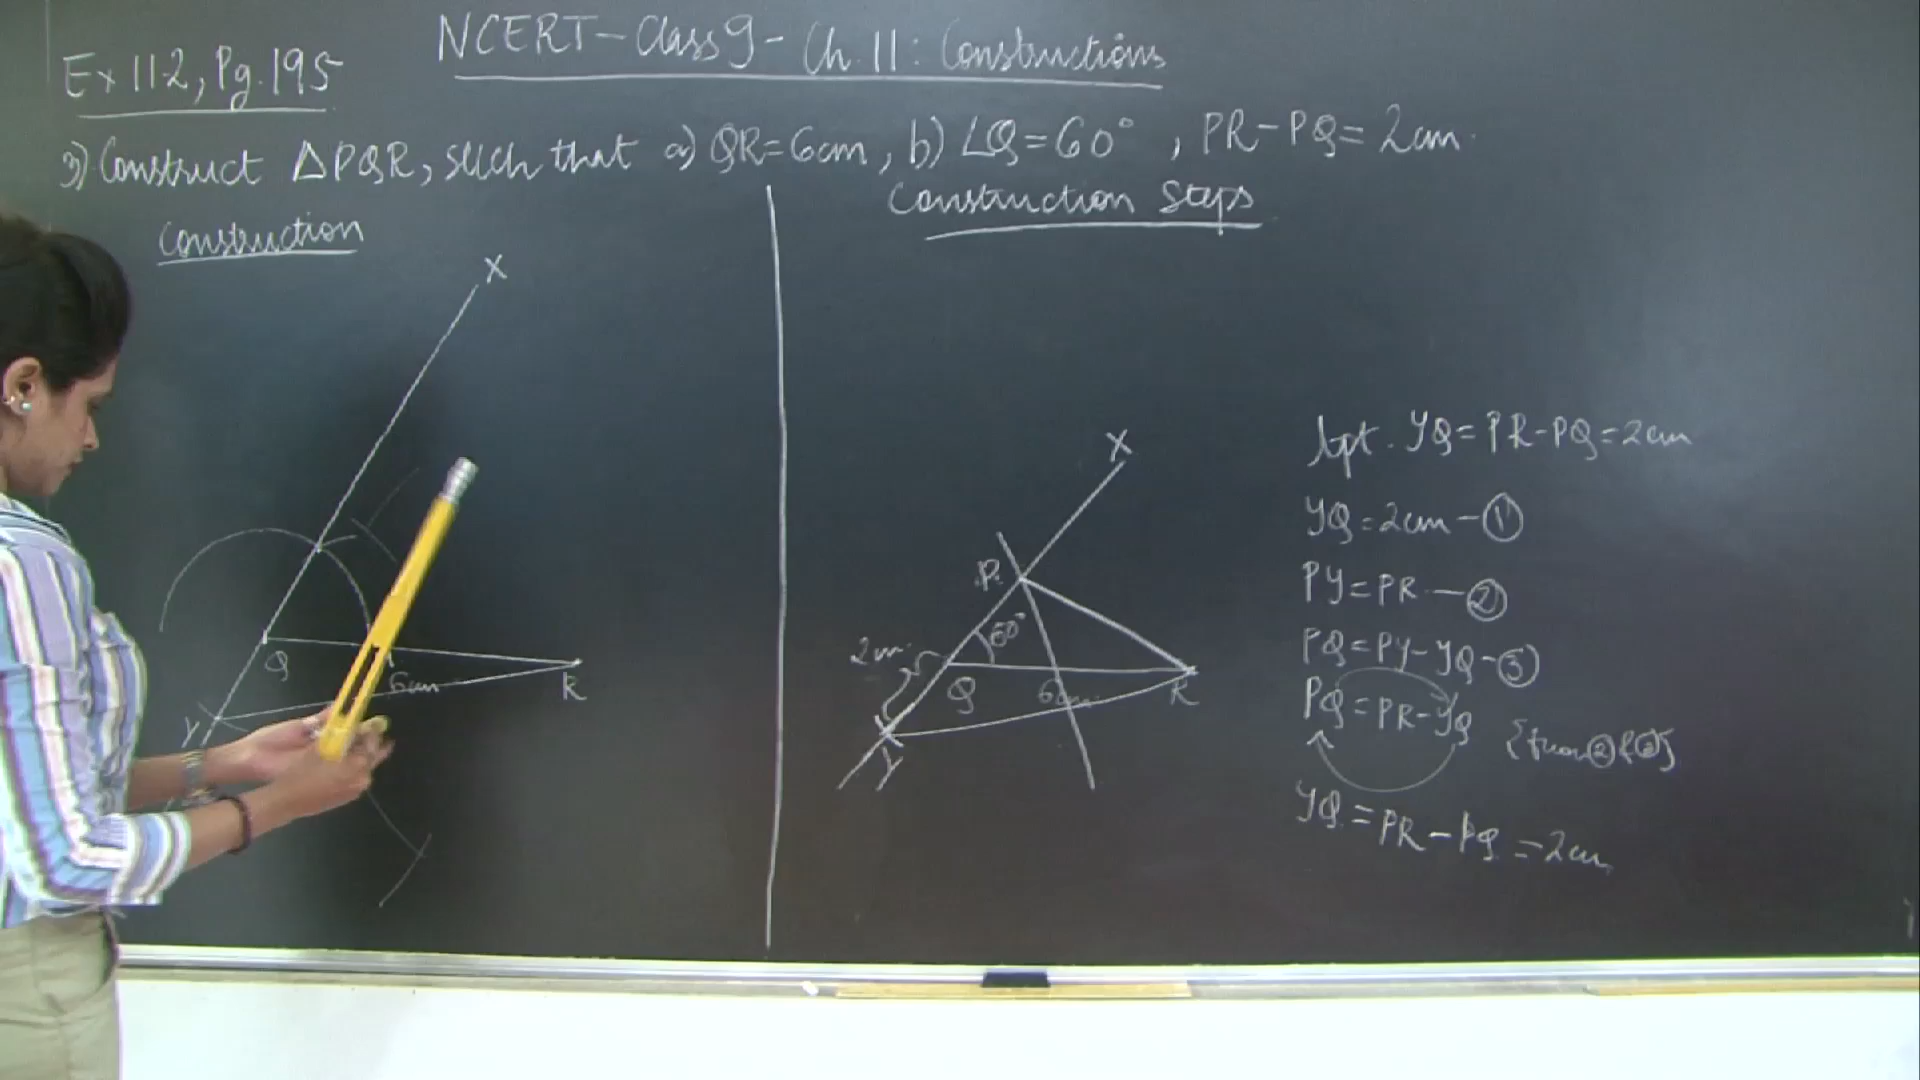 NCERT - Class 9 - Ch. 11 : Constructions
Ex 11.2, Pg. 195
3) Construct △PQR, such that a) QR = 6cm, b) ∠Q = 60° , PR - PQ = 2cm.
Construction
X
Q
6cm
R
Y
Construction Steps
X
P
60°
2cm
Q
6cm
R
Y
YQ = PR - PQ = 2cm
YQ = 2cm - ①
PY = PR - ②
PQ = PY - YQ - ③
PQ = PR - YQ {from ② & ③}
YQ = PR - PQ = 2cm